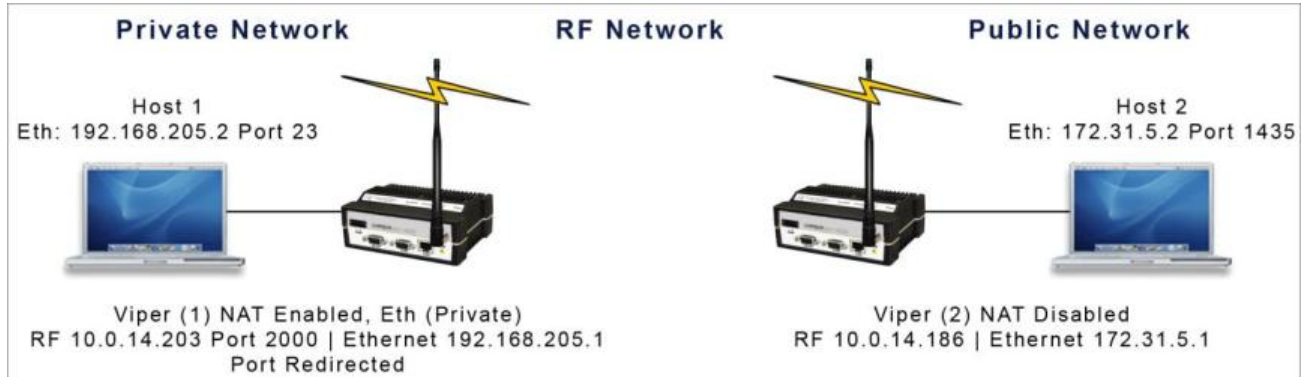 Private Network
RF Network
Public Network
Host 1
Eth: 192.168.205.2 Port 23
Host 2
Eth: 172.31.5.2 Port 1435
Viper (1) NAT Enabled, Eth (Private)
RF 10.0.14.203 Port 2000 | Ethernet 192.168.205.1
Port Redirected
Viper (2) NAT Disabled
RF 10.0.14.186 | Ethernet 172.31.5.1